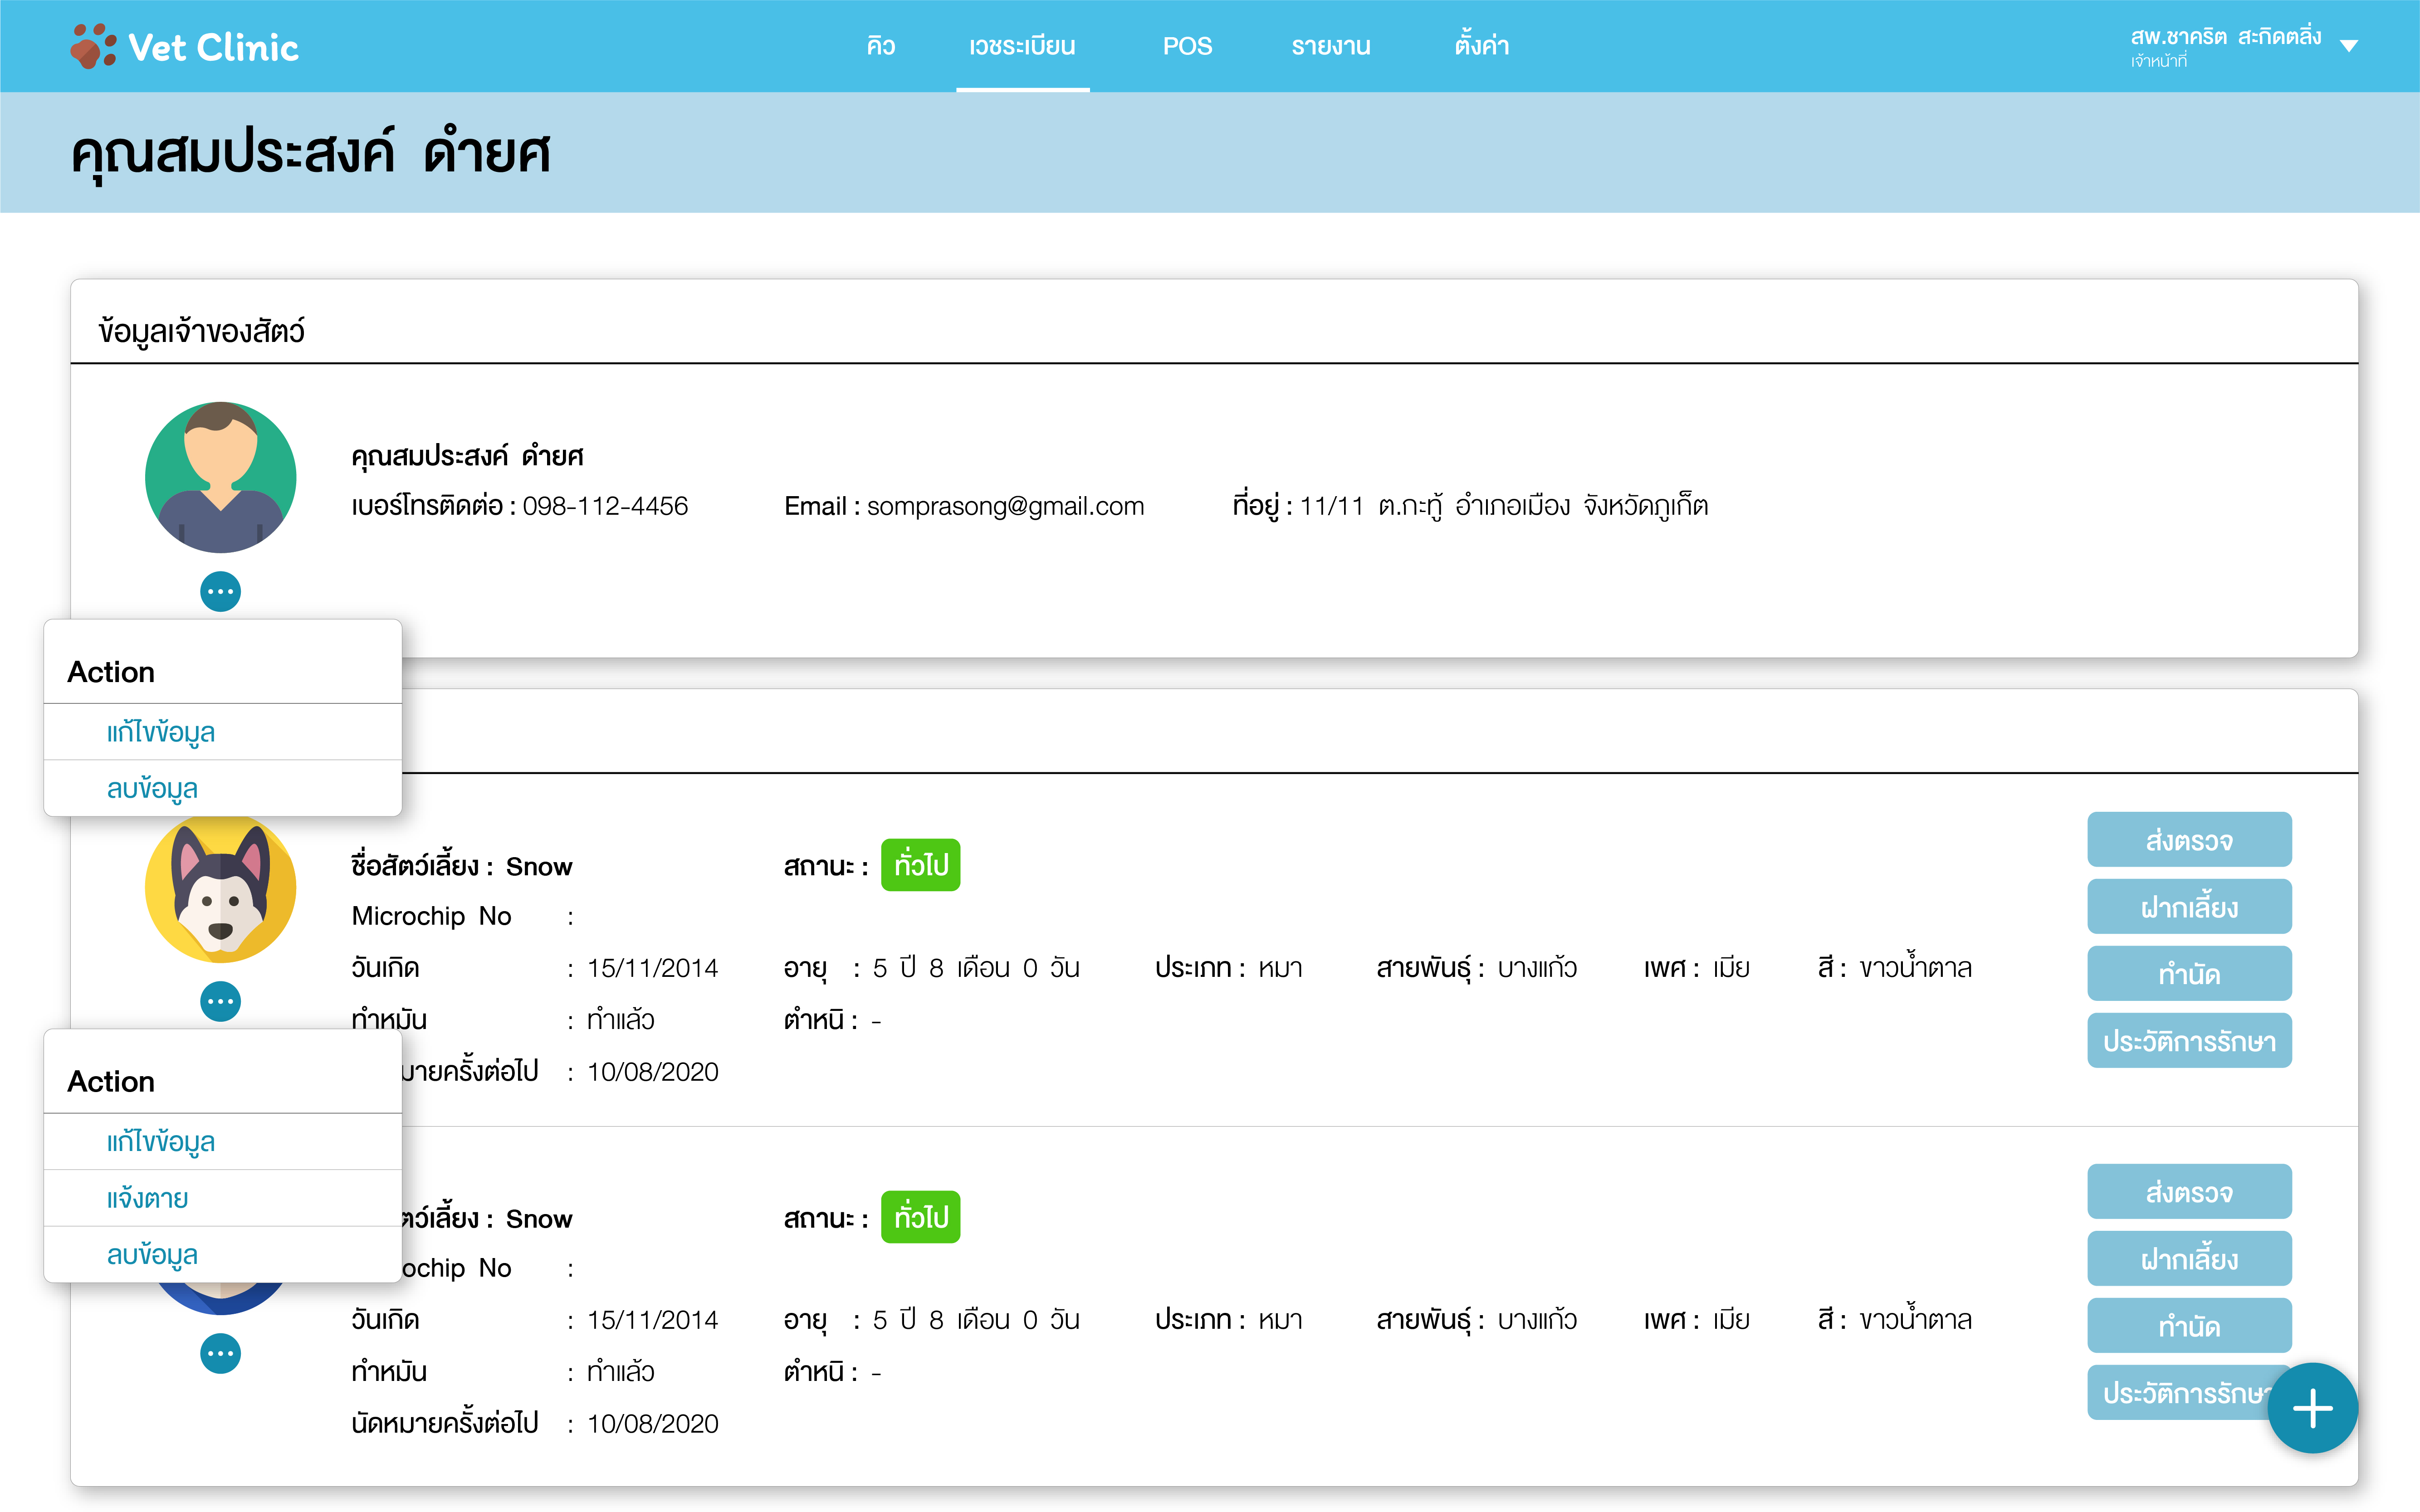 Vet Clinic
คิว
เวชระเบียน
POS
รายงาน
ตั้งค่า
สพ.ชาคริต สะกิดตลิ่ง
เจ้าหน้าที่
คุณสมประสงค์ ดำยศ
ข้อมูลเจ้าของสัตว์
คุณสมประสงค์ ดำยศ
เบอร์โทรติดต่อ : 098-112-4456 Email : somprasong@gmail.com ที่อยู่ : 11/11 ต.กะทู้ อำเภอเมือง จังหวัดภูเก็ต
Action
แก้ไขข้อมูล
ลบข้อมูล
ชื่อสัตว์เลี้ยง : Snow สถานะ : ทั่วไป
Microchip No :
วันเกิด : 15/11/2014 อายุ : 5 ปี 8 เดือน 0 วัน ประเภท : หมา สายพันธุ์ : บางแก้ว เพศ : เมีย สี : ขาวน้ำตาล
ทำหมัน : ทำแล้ว ตำหนิ : -
มายครั้งต่อไป : 10/08/2020
ส่งตรวจ
ฝากเลี้ยง
ทำนัด
ประวัติการรักษา
Action
แก้ไขข้อมูล
แจ้งตาย
ลบข้อมูล
ตว์เลี้ยง : Snow สถานะ : ทั่วไป
ochip No :
วันเกิด : 15/11/2014 อายุ : 5 ปี 8 เดือน 0 วัน ประเภท : หมา สายพันธุ์ : บางแก้ว เพศ : เมีย สี : ขาวน้ำตาล
ทำหมัน : ทำแล้ว ตำหนิ : -
นัดหมายครั้งต่อไป : 10/08/2020
ส่งตรวจ
ฝากเลี้ยง
ทำนัด
ประวัติการรักษา